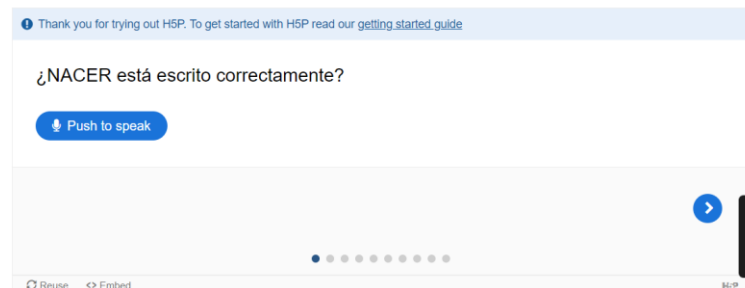 Thank you for trying out H5P. To get started with H5P read our getting started guide
¿NACER está escrito correctamente?
Push to speak
Reuse <> Embed
H5P